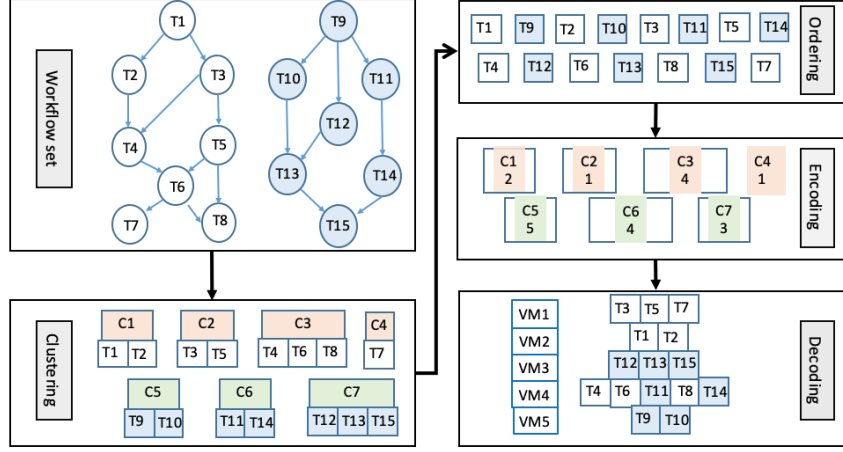 Workflow set
T1
T2
T3
T4
T5
T6
T7
T8
T9
T10
T11
T12
T13
T14
T15
Clustering
C1 C2 C3 C4
T1 T2 T3 T5 T4 T6 T8 T7
C5 C6 C7
T9 T10 T11 T14 T12 T13 T15
Ordering
T1 T9 T2 T10 T3 T11 T5 T14
T4 T12 T6 T13 T8 T15 T7
Encoding
C1 C2 C3 C4
2 1 4 1
C5 C6 C7
5 4 3
Decoding
VM1 T3 T5 T7
VM2 T1 T2
VM3 T12 T13 T15
VM4 T4 T6 T11 T8 T14
VM5 T9 T10